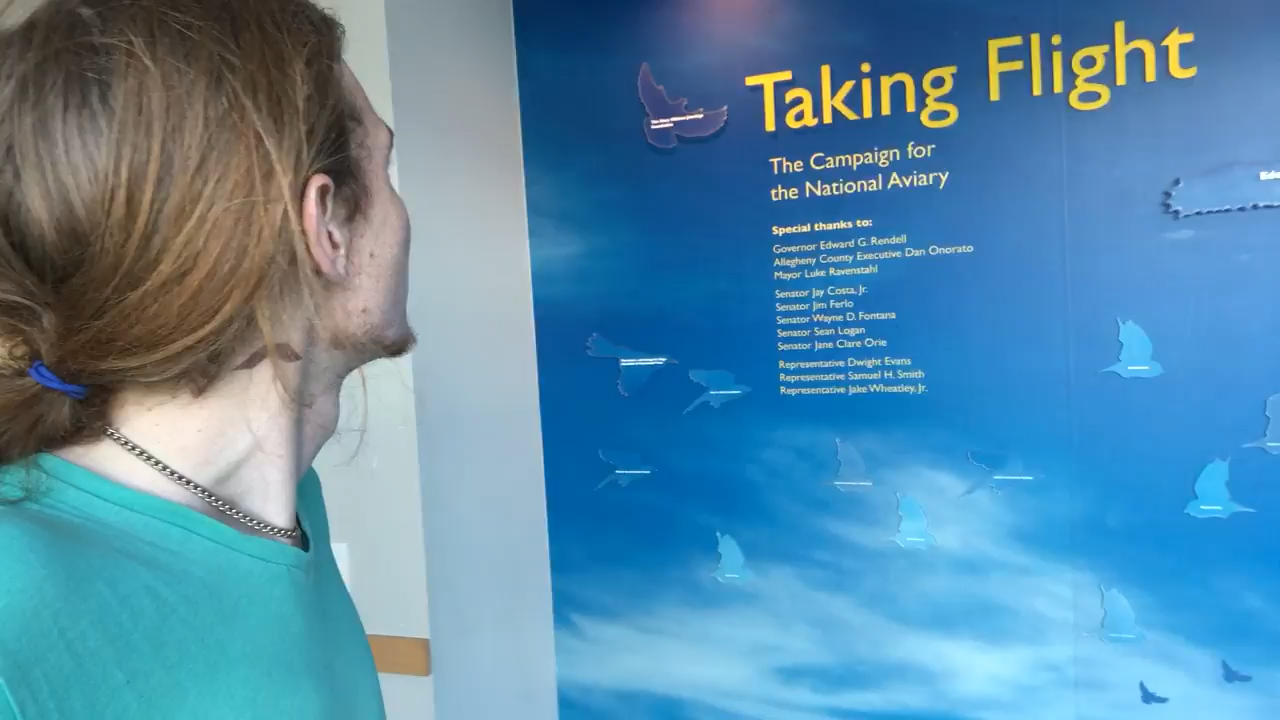 Taking Flight
The Campaign for
the National Aviary
Special thanks to:
Governor Edward G. Rendell
Allegheny County Executive Dan Onorato
Mayor Luke Ravenstahl
Senator Jay Costa, Jr.
Senator Jim Ferlo
Senator Wayne D. Fontana
Senator Sean Logan
Senator Jane Clare Orie
Representative Dwight Evans
Representative Samuel H. Smith
Representative Jake Wheatley, Jr.